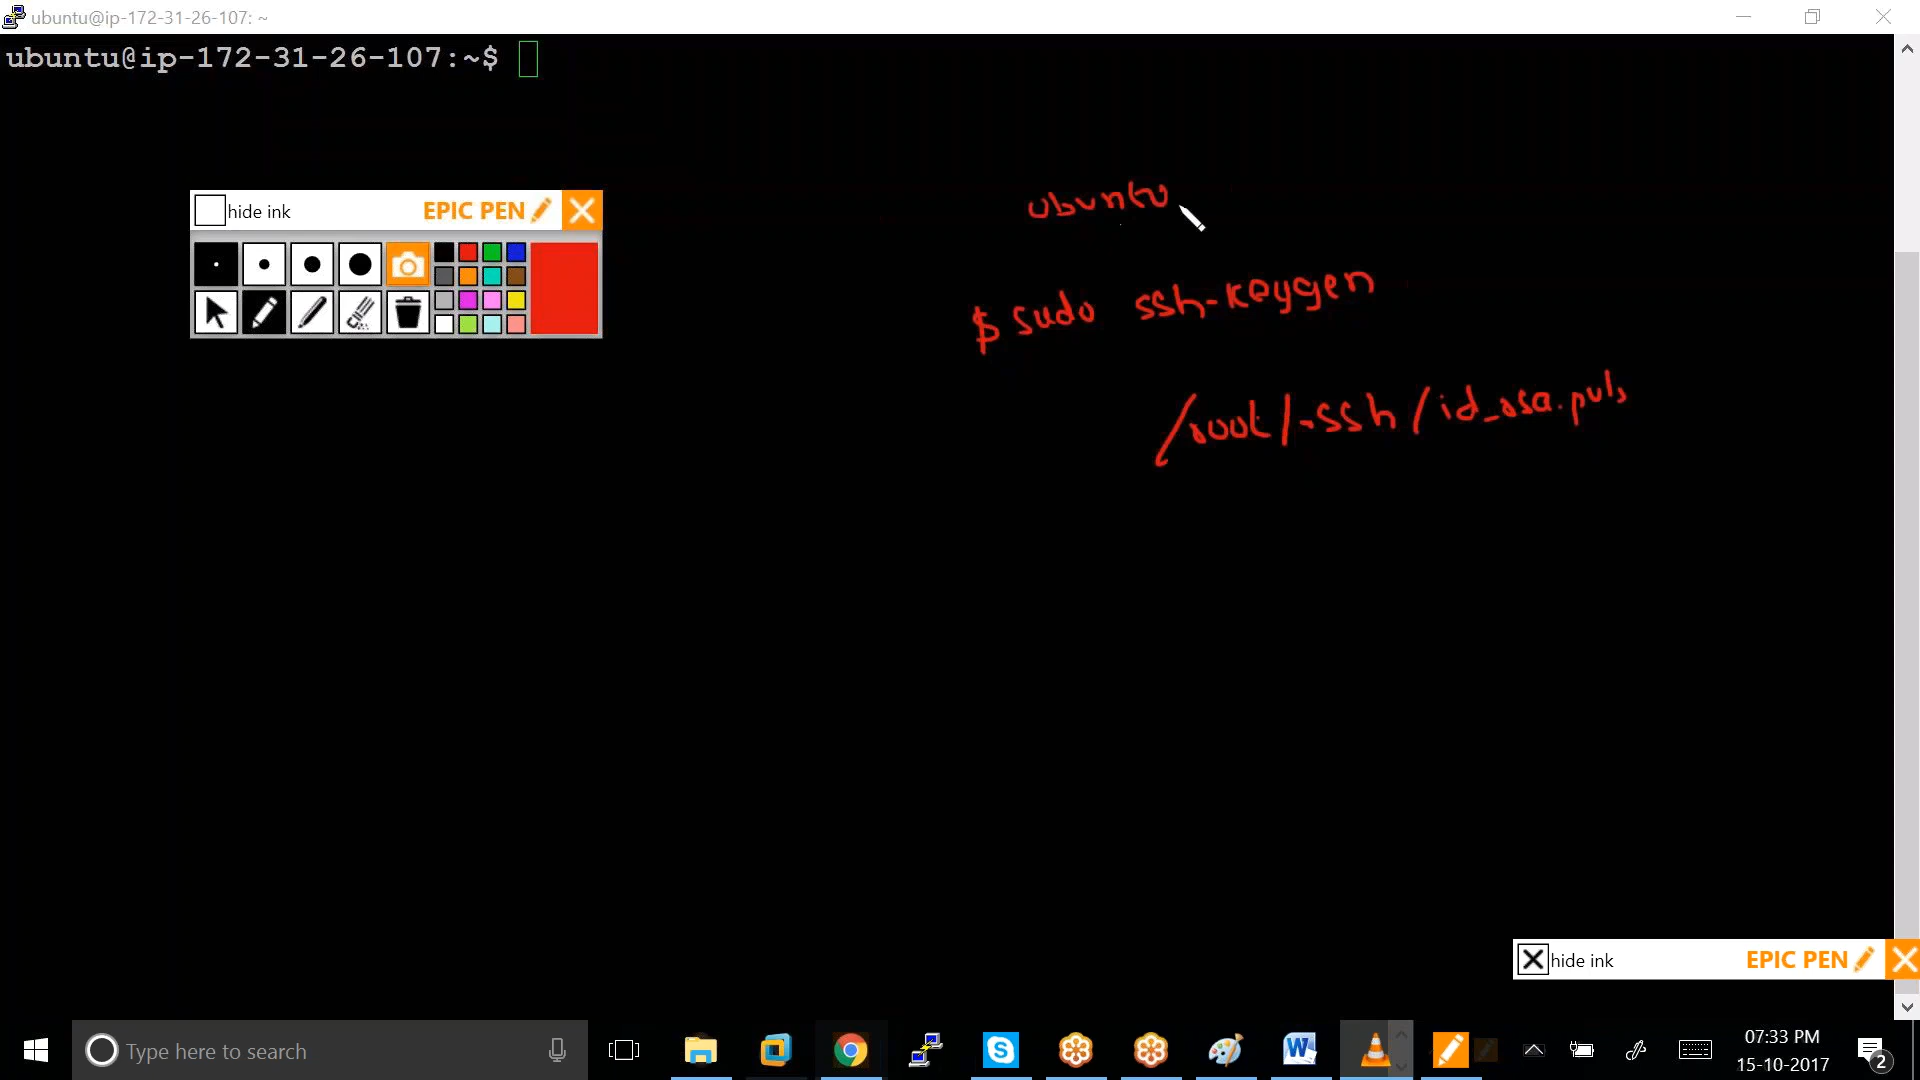 ubuntu@ip-172-31-26-107: ~
ubuntu@ip-172-31-26-107:~$
hide ink EPIC PEN
ubuntu
$ sudo ssh-keygen
/root/.ssh/id_rsa.pub
hide ink EPIC PEN
Type here to search
07:33 PM
15-10-2017
2